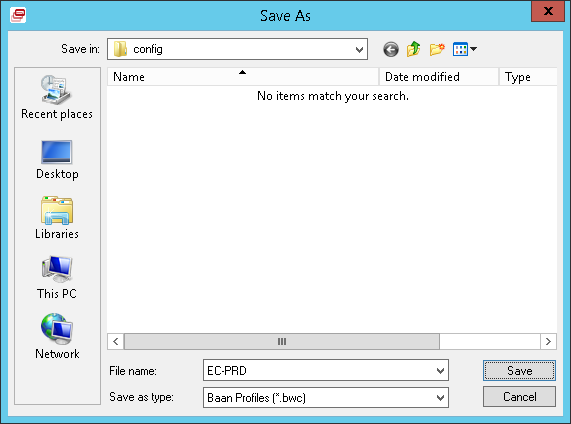 Save As
X
Save in: config
Name Date modified Type
No items match your search.
Recent places
Desktop
Libraries
This PC
Network
File name: EC-PRD Save
Save as type: Baan Profiles (*.bwc) Cancel